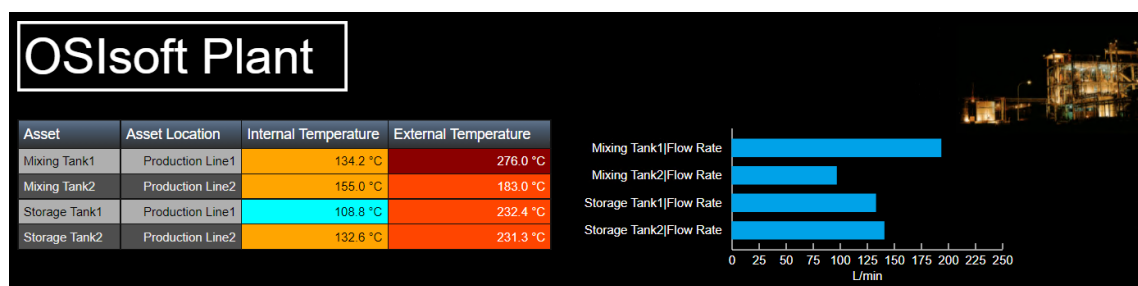 OSIsoft Plant
Asset Asset Location Internal Temperature External Temperature
Mixing Tank1 Production Line1 134.2 °C 276.0 °C
Mixing Tank2 Production Line2 155.0 °C 183.0 °C
Storage Tank1 Production Line1 108.8 °C 232.4 °C
Storage Tank2 Production Line2 132.6 °C 231.3 °C
Mixing Tank1|Flow Rate
Mixing Tank2|Flow Rate
Storage Tank1|Flow Rate
Storage Tank2|Flow Rate
0 25 50 75 100 125 150 175 200 225 250
L/min